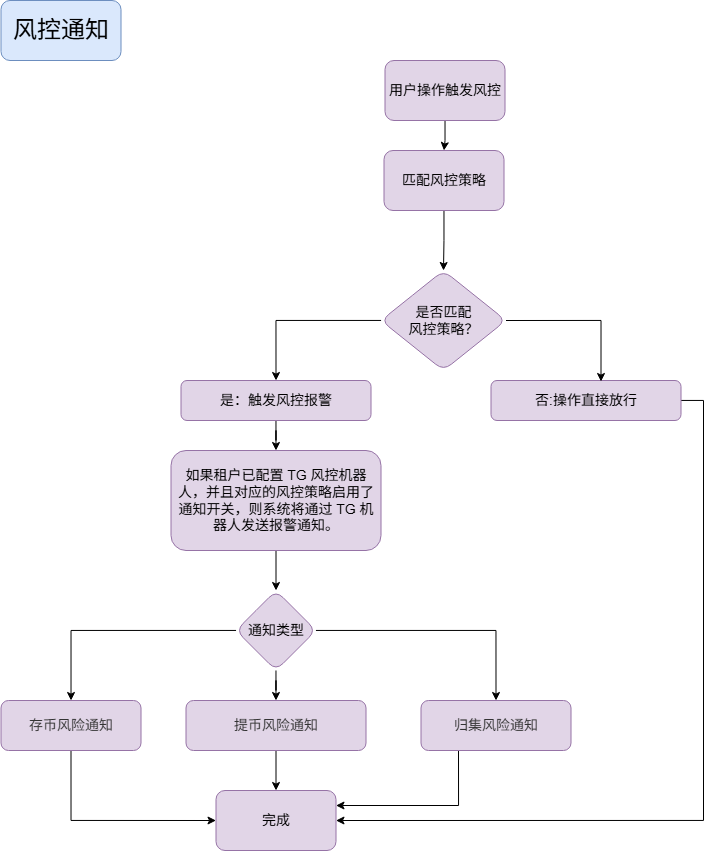 风控通知
用户操作触发风控
匹配风控策略
是否匹配
风控策略？
是：触发风控报警
否:操作直接放行
如果租户已配置 TG 风控机器
人，并且对应的风控策略启用了
通知开关，则系统将通过 TG 机
器人发送报警通知。
通知类型
存币风险通知
提币风险通知
归集风险通知
完成